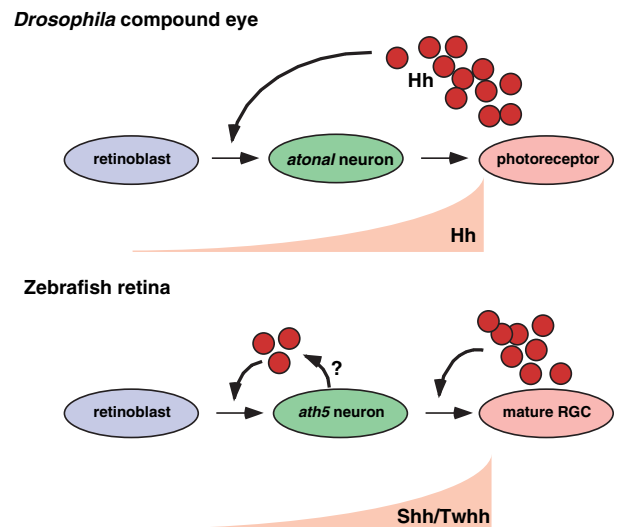 Drosophila compound eye
Hh
retinoblast
atonal neuron
photoreceptor
Hh
Zebrafish retina
?
retinoblast
ath5 neuron
mature RGC
Shh/Twhh